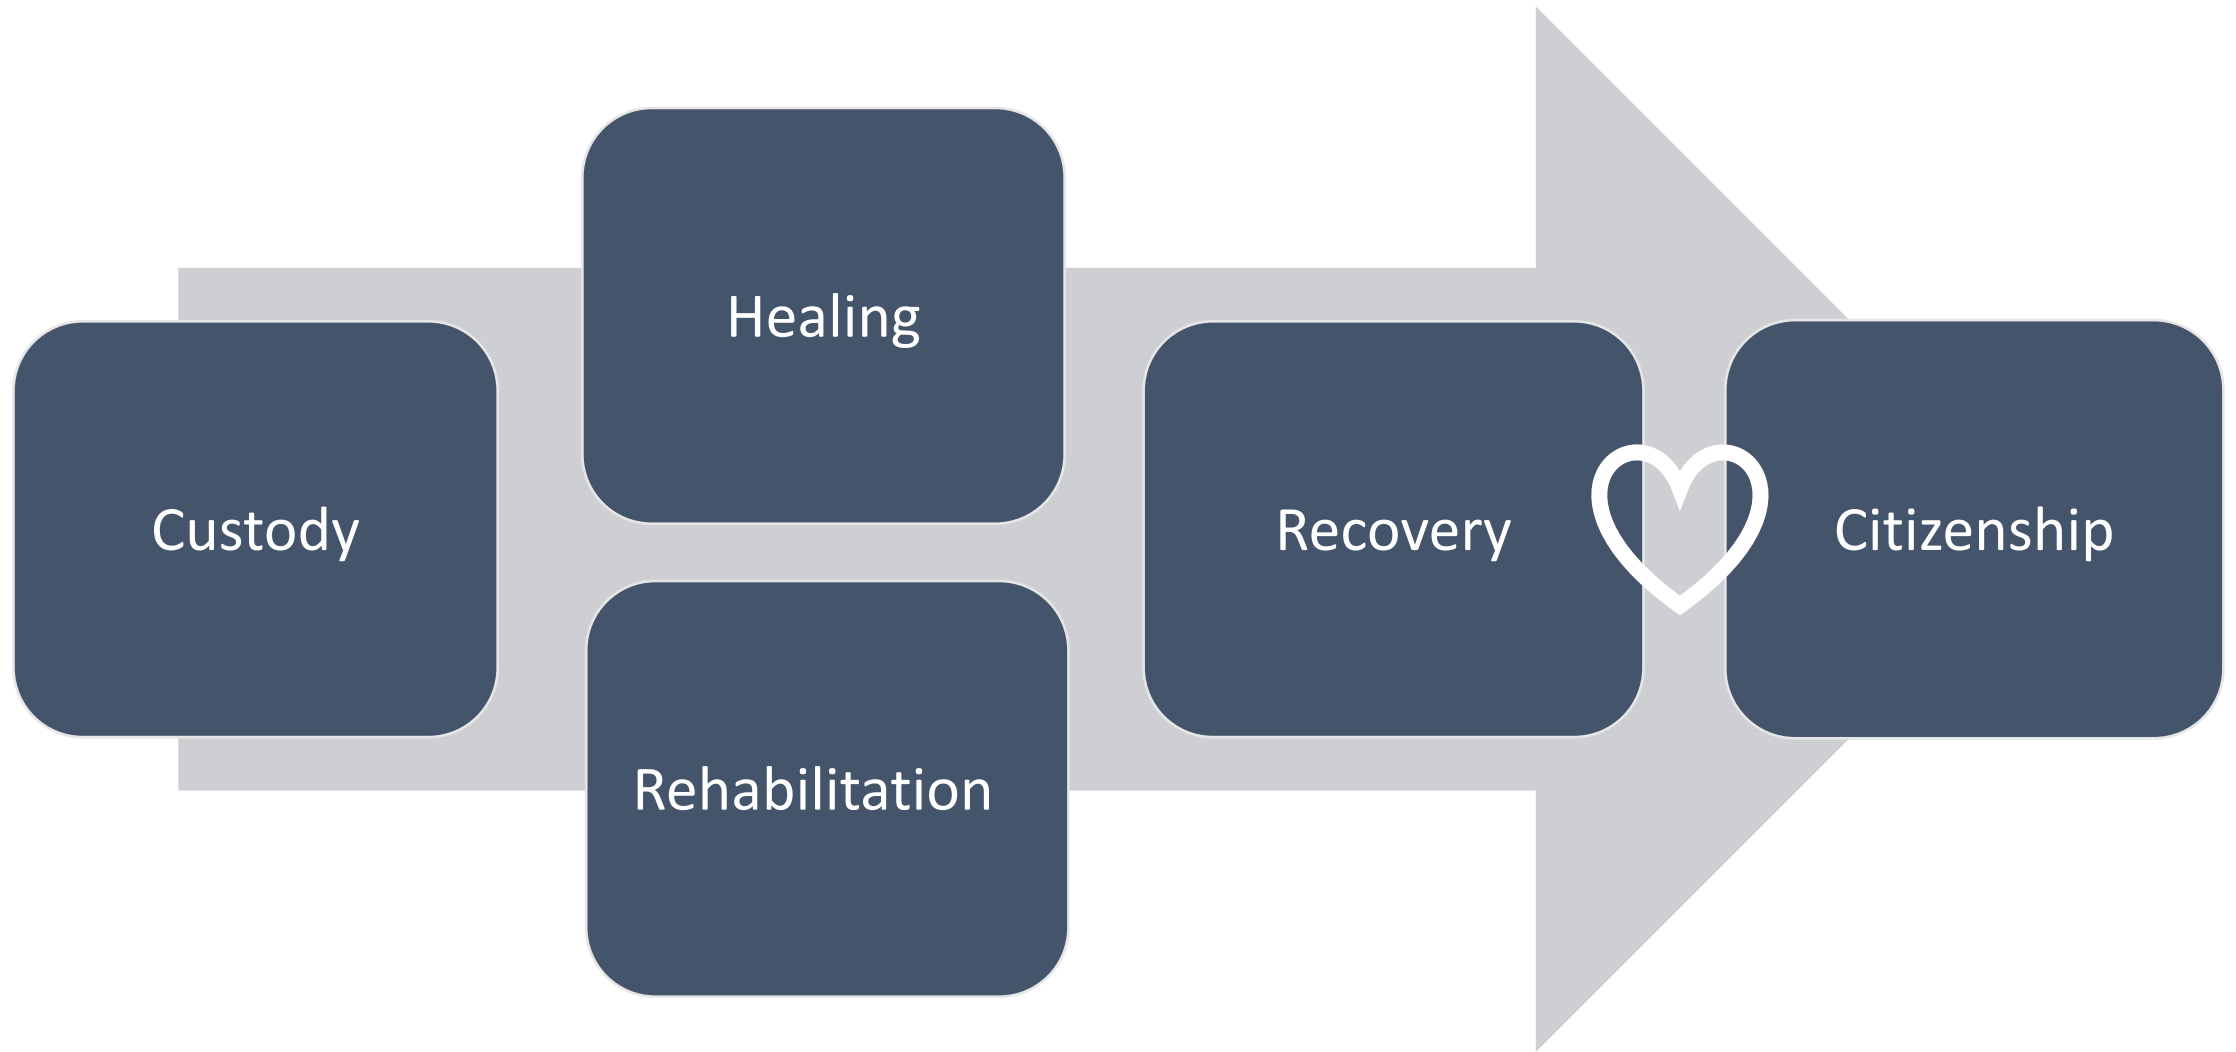 Custody
Healing
Rehabilitation
Recovery
Citizenship